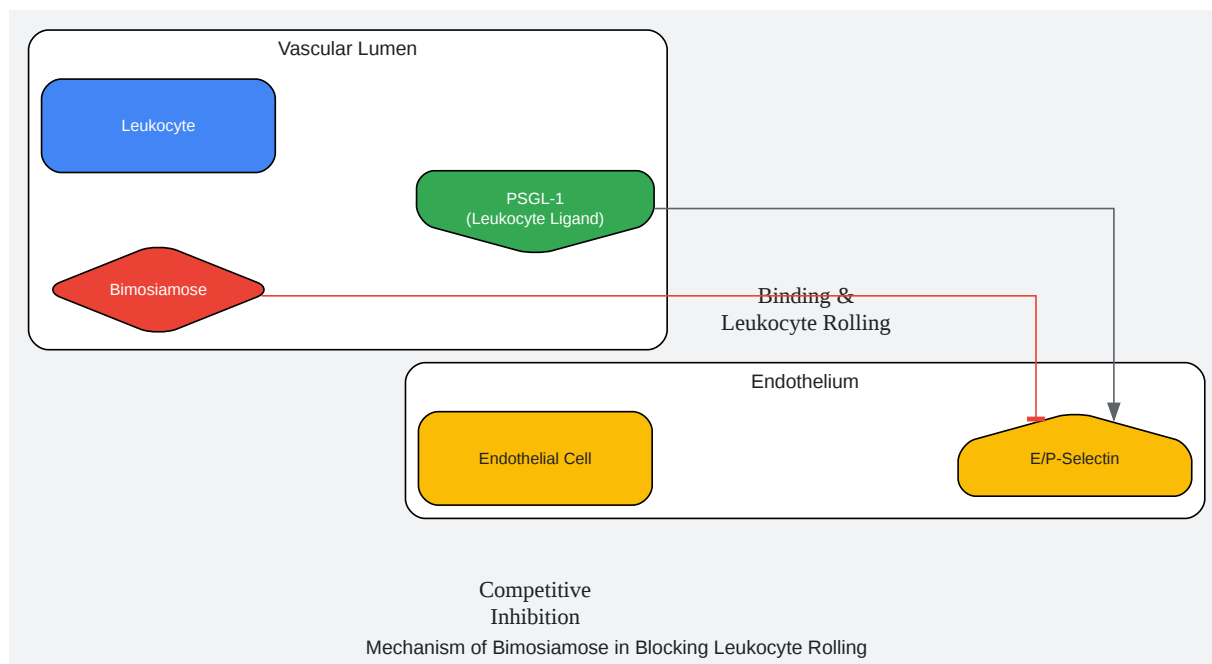 Vascular Lumen
Leukocyte
PSGL-1
(Leukocyte Ligand)
Bimosiamose
Binding &
Leukocyte Rolling
Endothelium
Endothelial Cell
E/P-Selectin
Competitive
Inhibition
Mechanism of Bimosiamose in Blocking Leukocyte Rolling